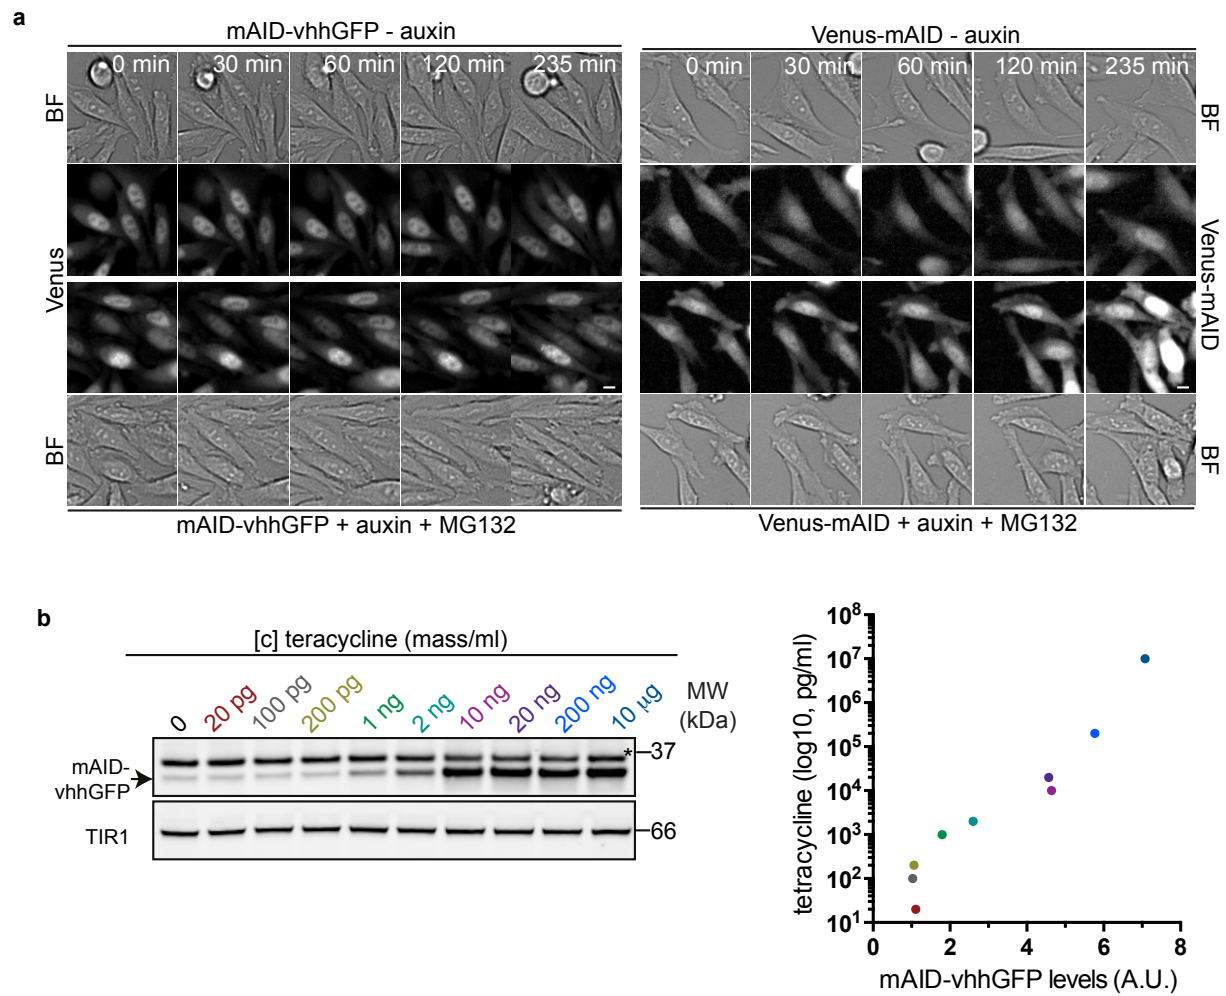 a
mAID-vhhGFP - auxin
Venus-mAID - auxin
0 min 30 min 60 min 120 min 235 min
0 min 30 min 60 min 120 min 235 min
BF
BF
Venus
Venus-mAID
BF
BF
mAID-vhhGFP + auxin + MG132
Venus-mAID + auxin + MG132
b
[c] teracycline (mass/ml)
0 20 pg 100 pg 200 pg 1 ng 2 ng 10 ng 20 ng 200 ng 10 µg
MW
(kDa)
mAID-
vhhGFP
*
37
TIR1
66
tetracycline (log10, pg/ml)
10^8
10^7
10^6
10^5
10^4
10^3
10^2
10^1
0 2 4 6 8
mAID-vhhGFP levels (A.U.)